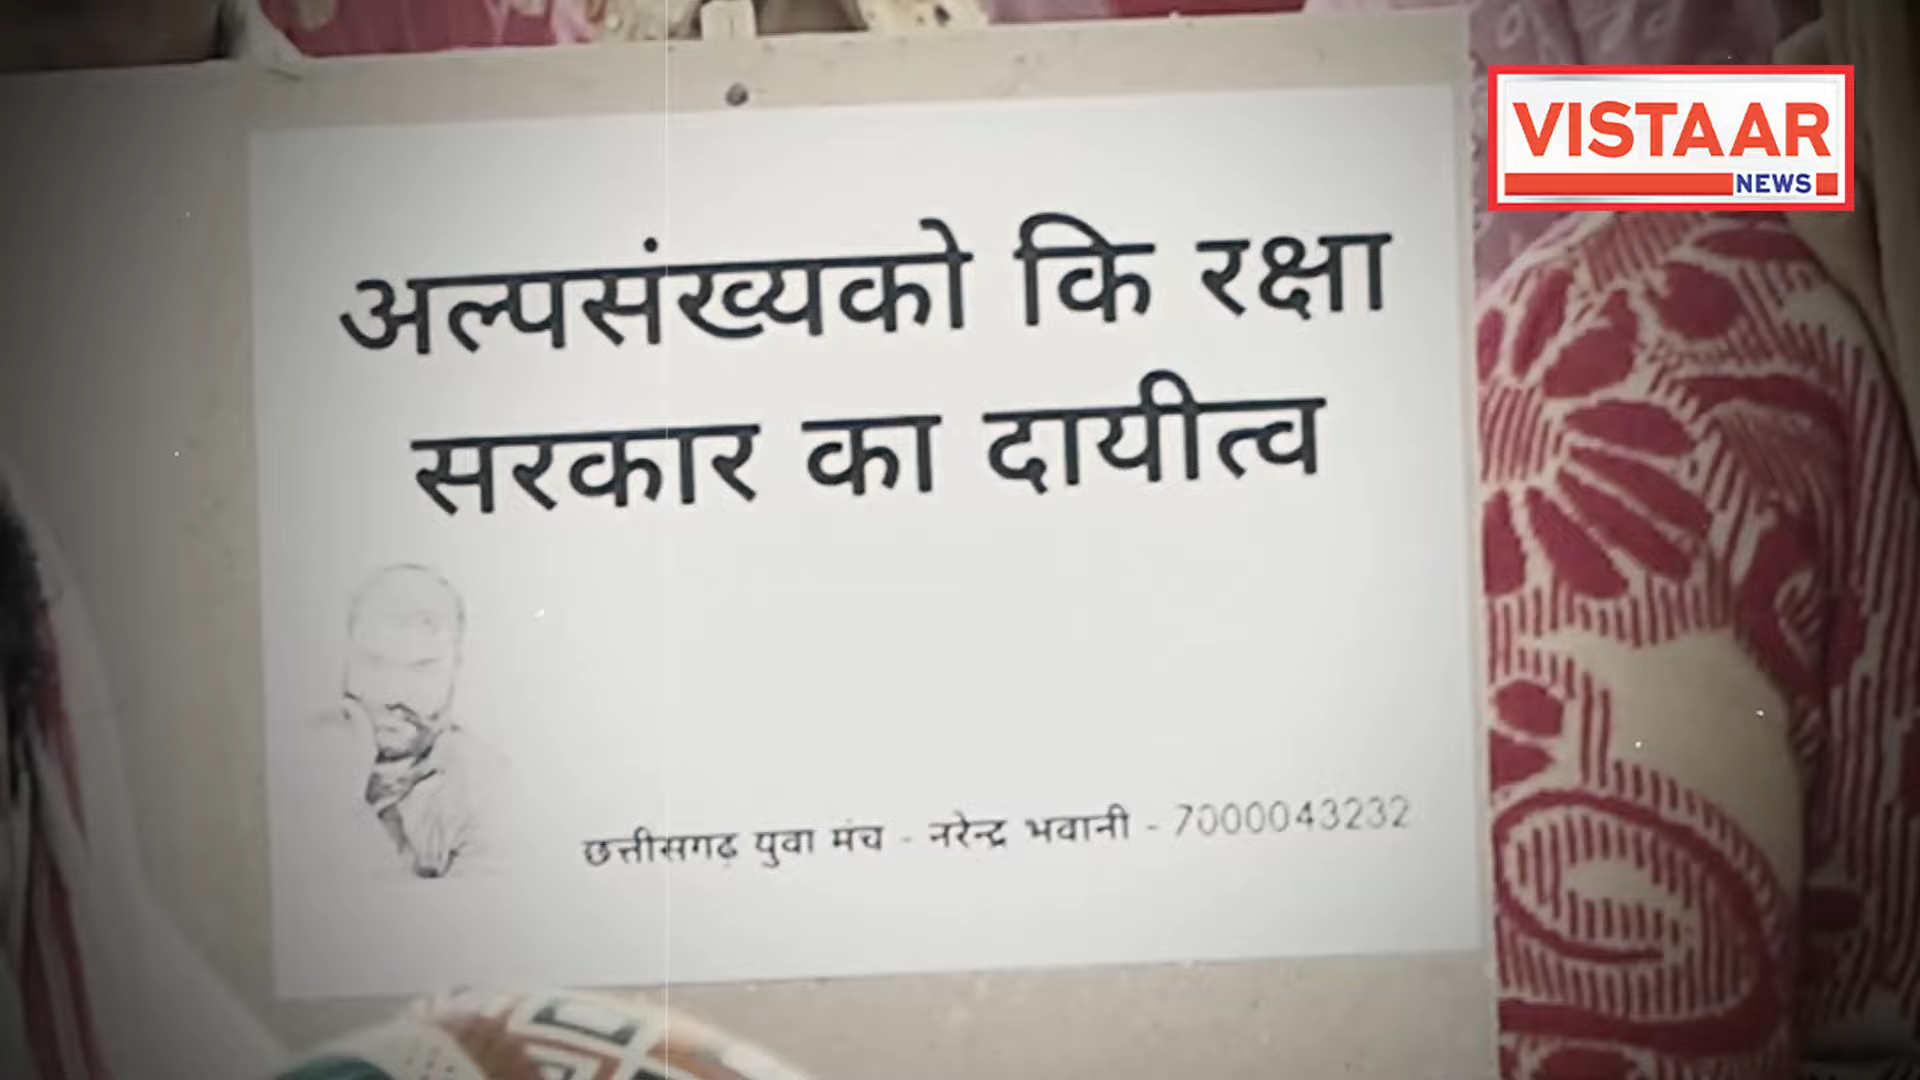 VISTAAR
NEWS
अल्पसंख्यको कि रक्षा
सरकार का दायीत्व
छत्तीसगढ़ युवा मंच - नरेन्द्र भवानी - 7000043232